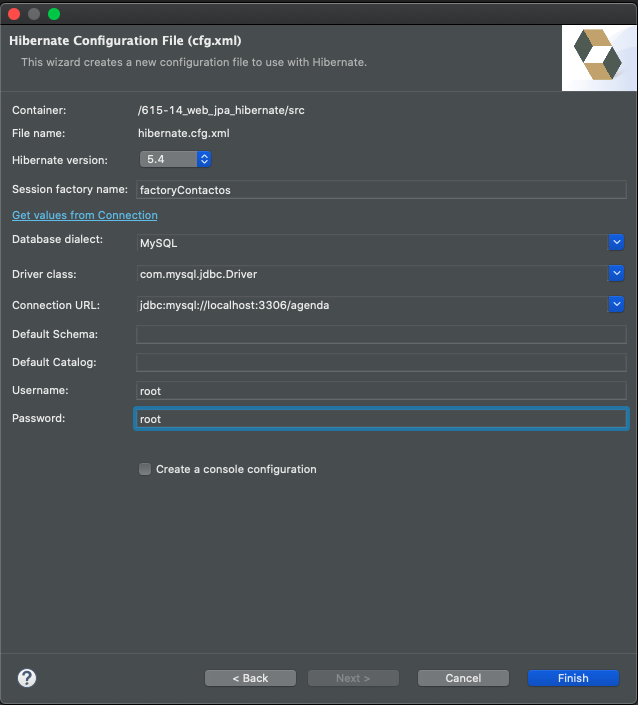 Hibernate Configuration File (cfg.xml)
This wizard creates a new configuration file to use with Hibernate.
Container: /615-14_web_jpa_hibernate/src
File name: hibernate.cfg.xml
Hibernate version: 5.4
Session factory name: factoryContactos
Get values from Connection
Database dialect: MySQL
Driver class: com.mysql.jdbc.Driver
Connection URL: jdbc:mysql://localhost:3306/agenda
Default Schema:
Default Catalog:
Username: root
Password: root
Create a console configuration
? < Back Next > Cancel Finish